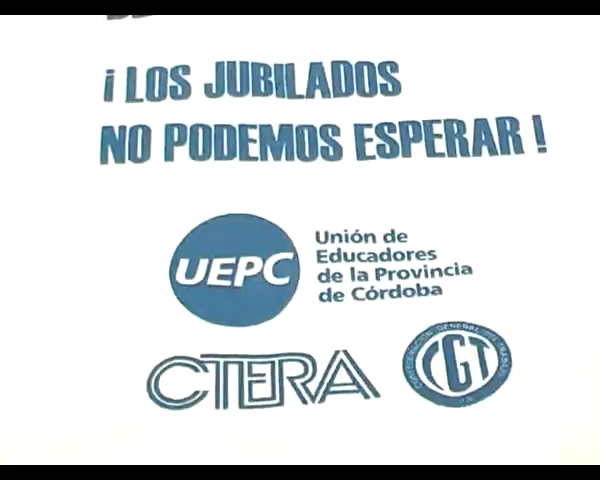 ¡ LOS JUBILADOS
NO PODEMOS ESPERAR !
UEPC
Unión de
Educadores
de la Provincia
de Córdoba
CTERA
CGT